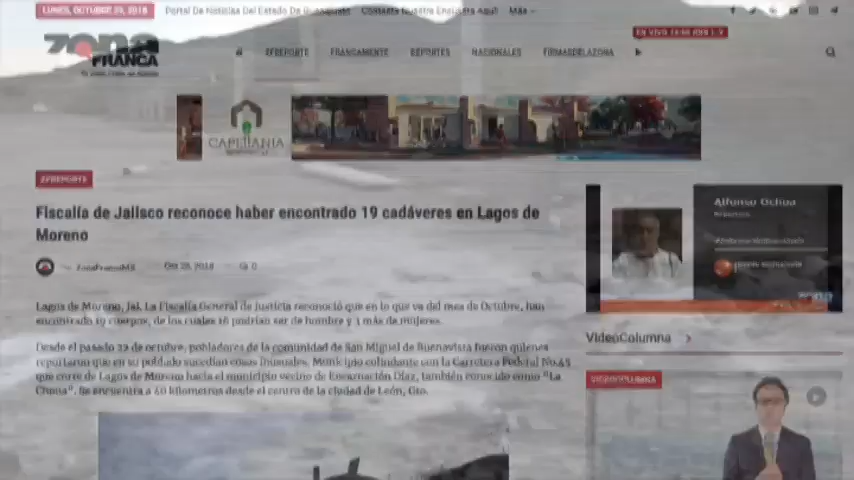 LUNES, OCTUBRE 29, 2018
Portal De Noticias Del Estado De Guanajuato
Contesta Nuestra Encuesta Aquí!
Más
EN VIVO
zona
FRANCA
ZFREPORTE
FRANCAMENTE
REPORTES
NACIONALES
FIRMASDELAZONA
CAPELLANIA
ZFREPORTE
Fiscalía de Jalisco reconoce haber encontrado 19 cadáveres en Lagos de
Moreno
ZonaFrancaMX
Oct 29, 2018
0
Lagos de Moreno, Jal. La Fiscalía General de justicia reconoció que en lo que va del mes de Octubre, han
encontrado 19 cuerpos, de los cuales 16 podrían ser de hombre y 3 más de mujeres.
Desde el pasado 22 de octubre, pobladores de la comunidad de San Miguel de Buenavista fueron quienes
reportaron que en su poblado sucedían cosas inusuales. Municipio colindante con la Carretera Federal No.45
que corre de Lagos de Moreno hacia el municipio vecino de Encarnación Díaz, también conocido como "La
Chona". Se encuentra a 40 kilómetros desde el centro de la ciudad de León, Gto.
Alfonso Ochoa
VideoColumna
VIDEOCOLUMNA